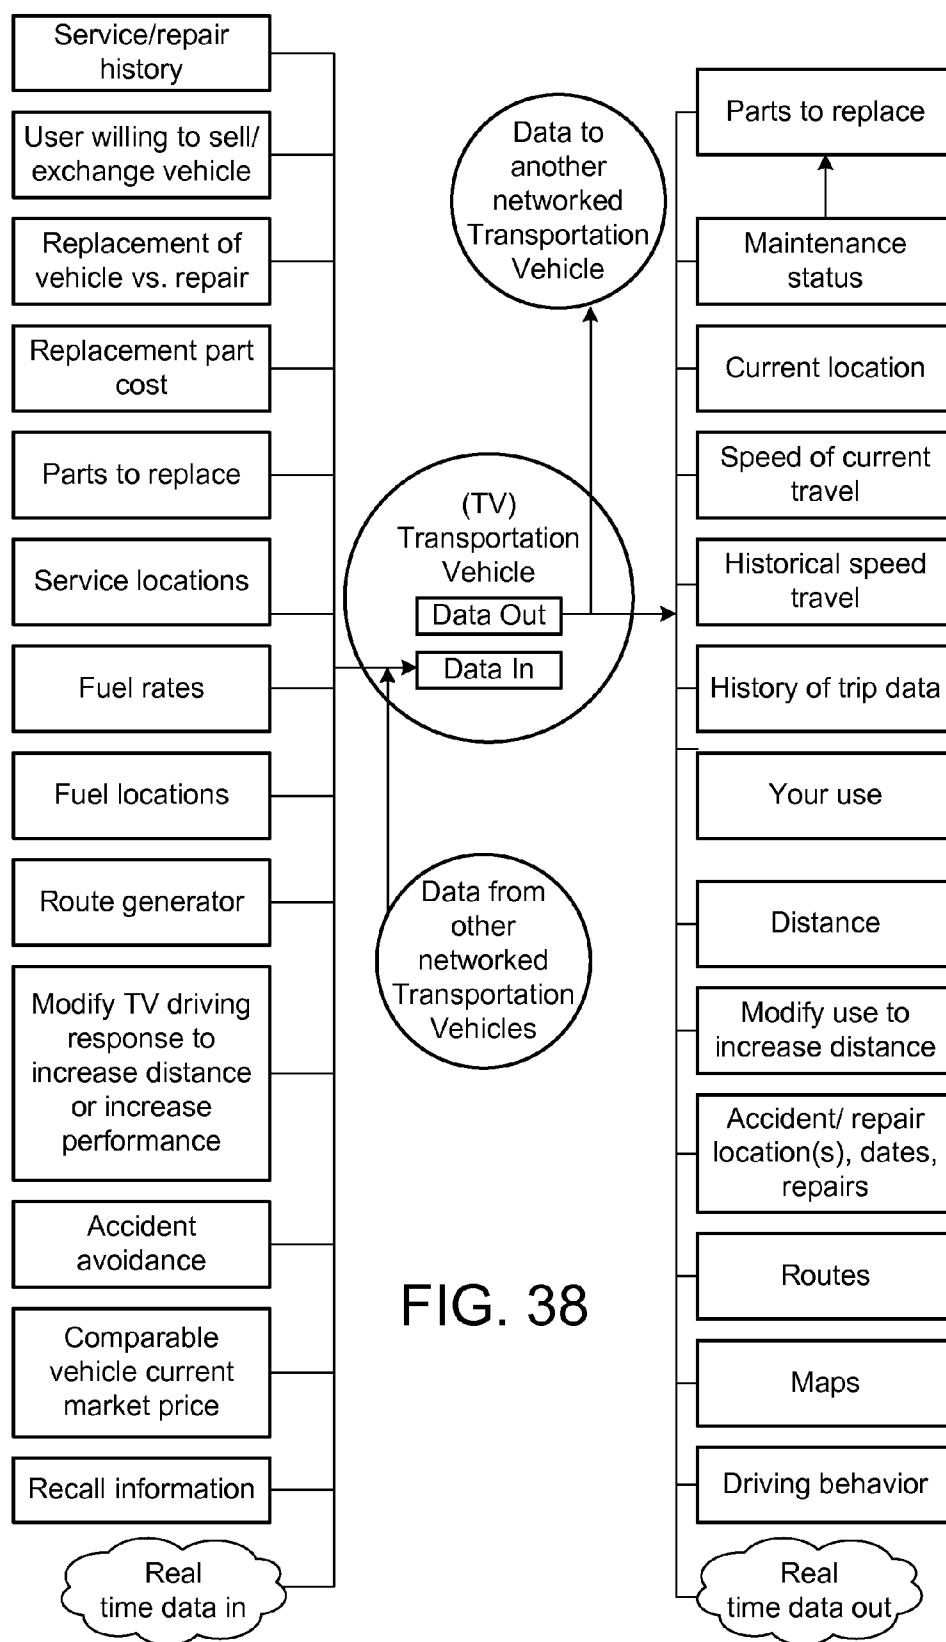 Service/repair
history
User willing to sell/
exchange vehicle
Replacement of
vehicle vs. repair
Replacement part
cost
Parts to replace
Service locations
Fuel rates
Fuel locations
Route generator
Modify TV driving
response to
increase distance
or increase
performance
Accident
avoidance
Comparable
vehicle current
market price
Recall information
Real
time data in
Data to
another
networked
Transportation
Vehicle
(TV)
Transportation
Vehicle
Data Out
Data In
Data from
other
networked
Transportation
Vehicles
FIG. 38
Parts to replace
Maintenance
status
Current location
Speed of current
travel
Historical speed
travel
History of trip data
Your use
Distance
Modify use to
increase distance
Accident/ repair
location(s), dates,
repairs
Routes
Maps
Driving behavior
Real
time data out